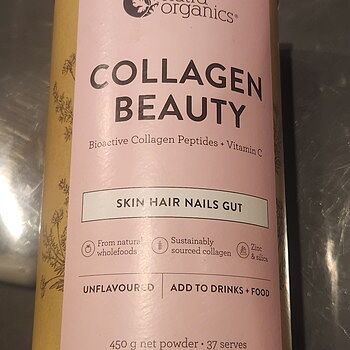 organics®
COLLAGEN
BEAUTY
Bioactive Collagen Peptides + Vitamin C
SKIN HAIR NAILS GUT
From natural
wholefoods
Sustainably
sourced collagen
Zinc
& silica
UNFLAVOURED
ADD TO DRINKS + FOOD
450 g net powder • 37 serves